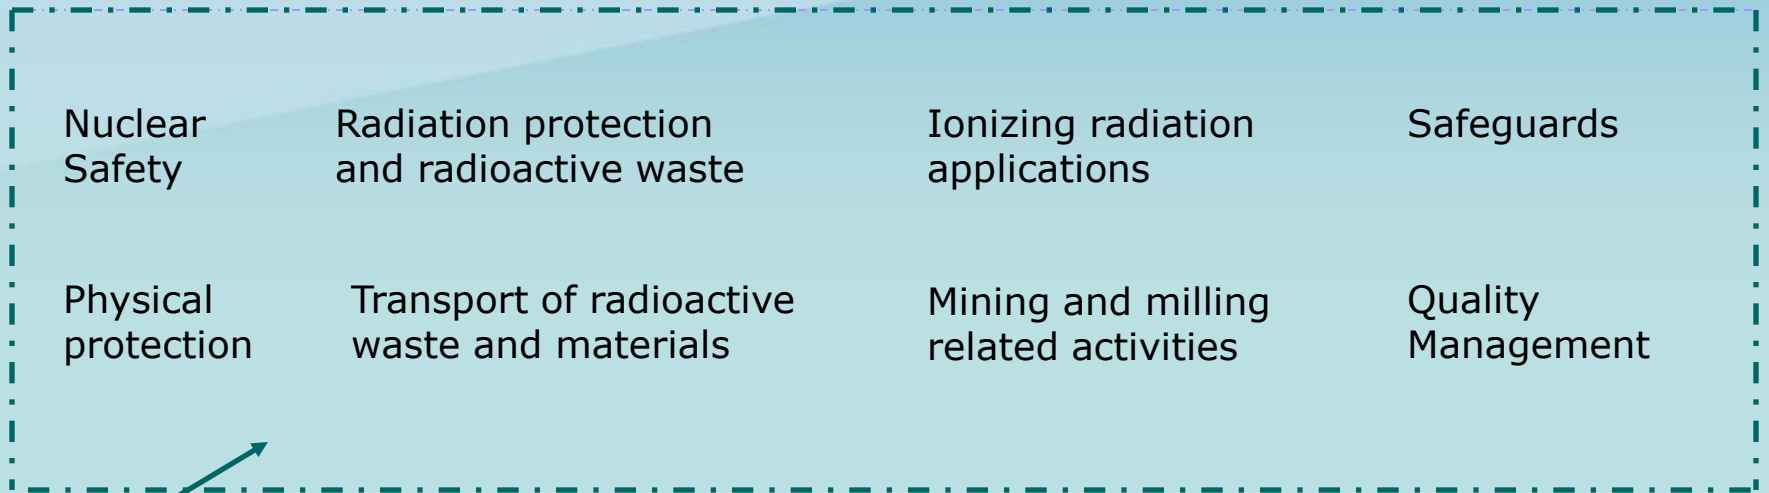 Nuclear
Safety
Radiation protection
and radioactive waste
Ionizing radiation
applications
Safeguards
Physical
protection
Transport of radioactive
waste and materials
Mining and milling
related activities
Quality
Management